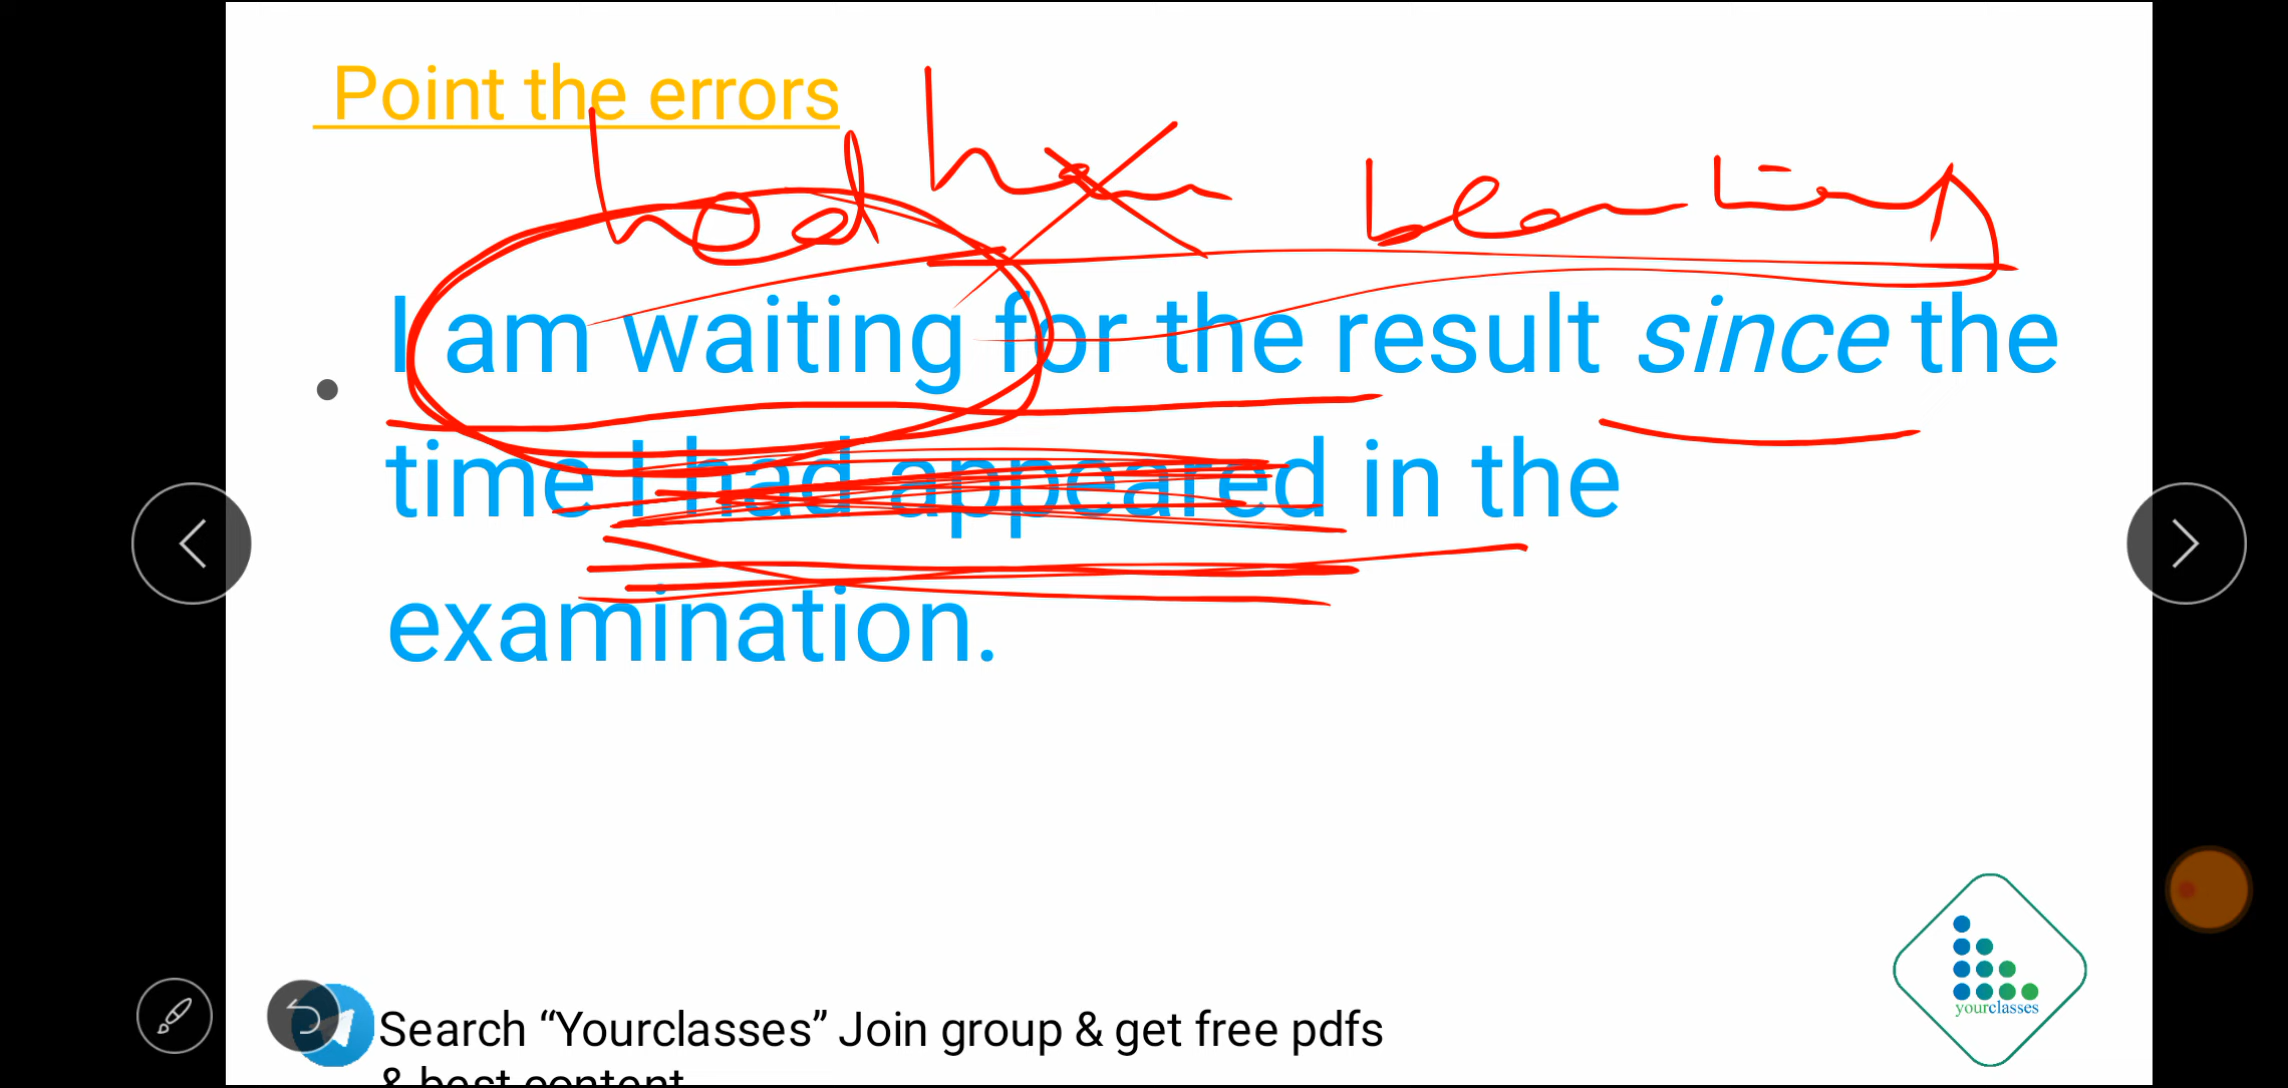 Point the errors
had
I am waiting for the result since the
time I had appeared in the
examination.
yourclasses
Search “Yourclasses” Join group & get free pdfs
& best content